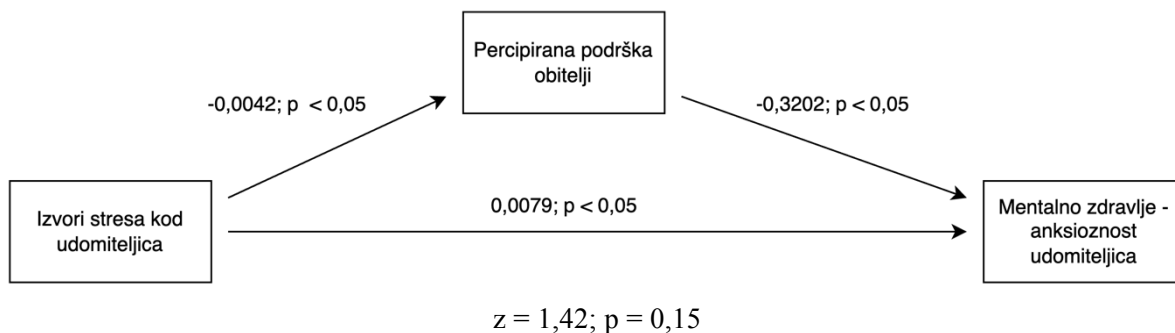 Percipirana podrška
obitelji
-0,0042; p < 0,05
-0,3202; p < 0,05
Izvori stresa kod
udomiteljica
0,0079; p < 0,05
Mentalno zdravlje -
anksioznost
udomiteljica
z = 1,42; p = 0,15